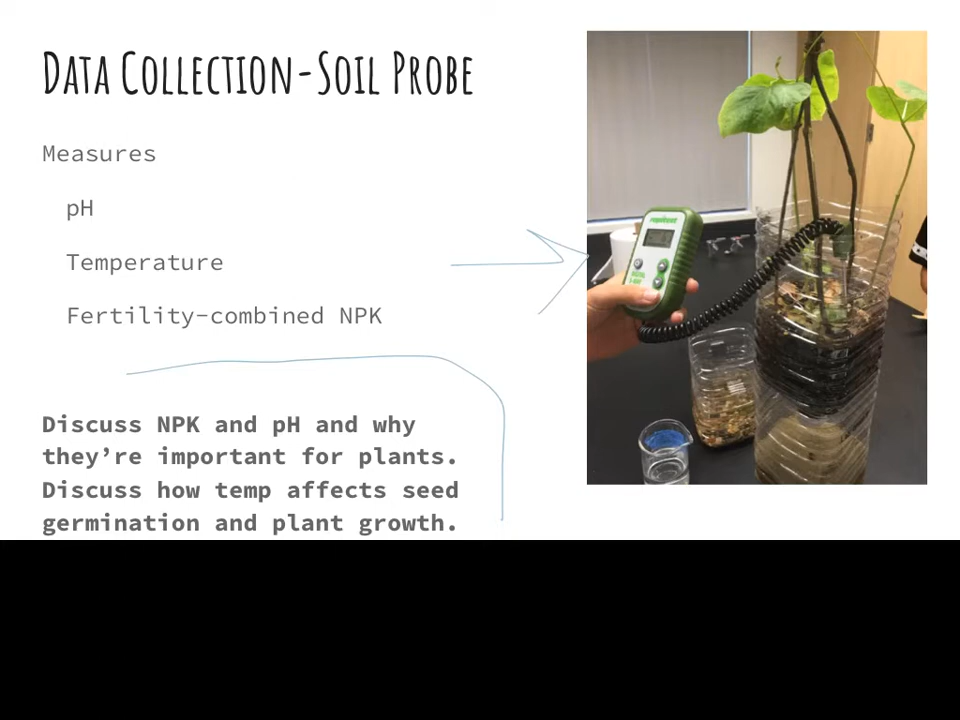 Data Collection-Soil Probe
Measures
pH
Temperature
Fertility-combined NPK
Discuss NPK and pH and why
they're important for plants.
Discuss how temp affects seed
germination and plant growth.